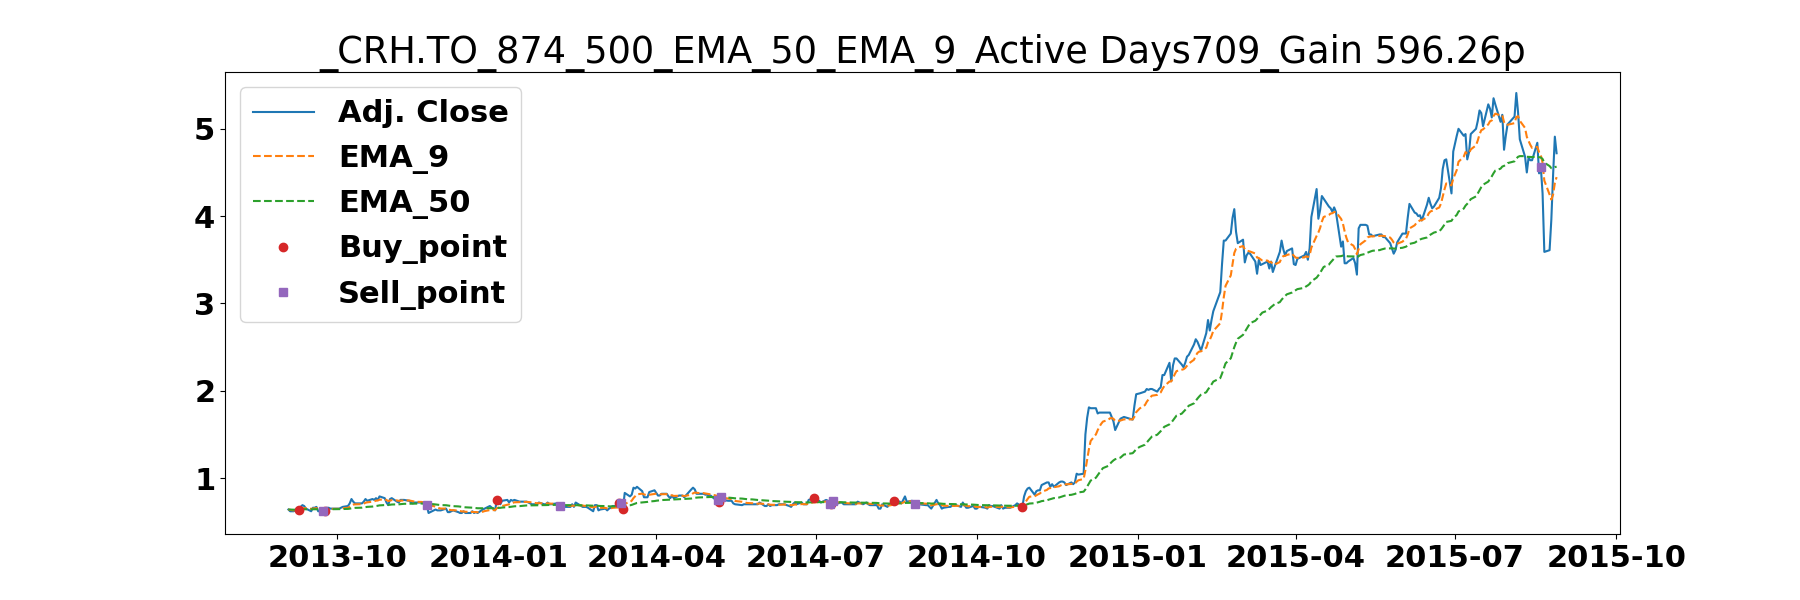 _CRH.TO_874_500_EMA_50_EMA_9_Active Days709_Gain 596.26p
Adj. Close
EMA_9
EMA_50
Buy_point
Sell_point
5
4
3
2
1
2013-10 2014-01 2014-04 2014-07 2014-10 2015-01 2015-04 2015-07 2015-10